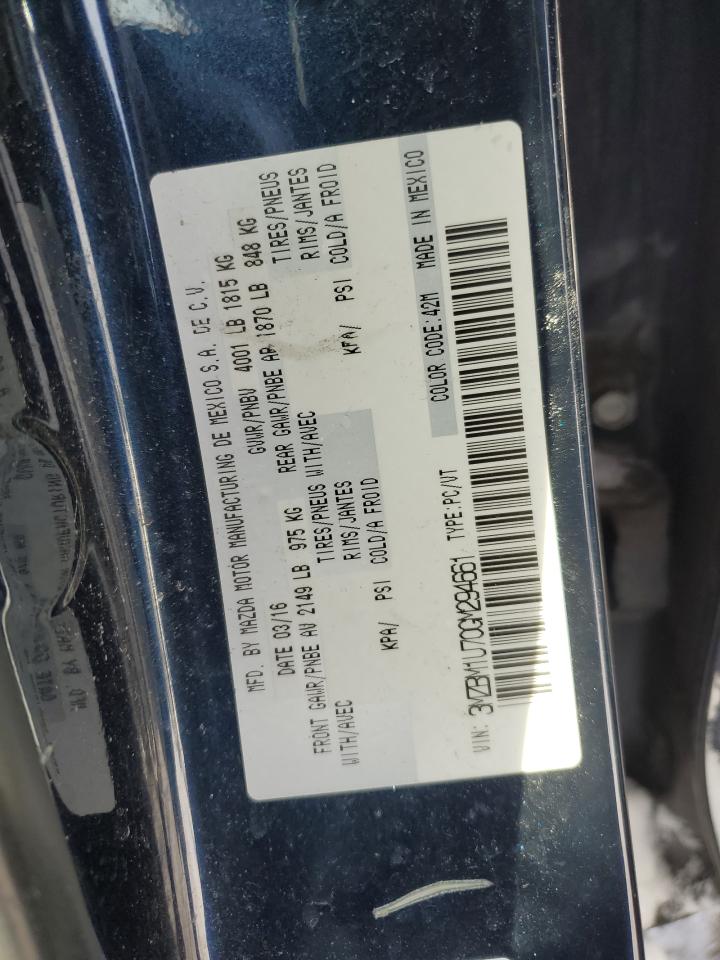 MFD. BY MAZDA MOTOR MANUFACTURING DE MEXICO S.A. DE C.V.
DATE 03/16 GVWR/PNBV 4001 LB 1815 KG
FRONT GAWR/PNBE AV 2149 LB 975 KG REAR GAWR/PNBE AR 1870 LB 848 KG
WITH/AVEC TIRES/PNEUS WITH/AVEC TIRES/PNEUS
RIMS/JANTES RIMS/JANTES
KPA/ PSI COLD/A FROID KPA/ PSI COLD/A FROID
COLOR CODE:42M MADE IN MEXICO
VIN: 3MZBM1U70GM294661 TYPE:PC/VT